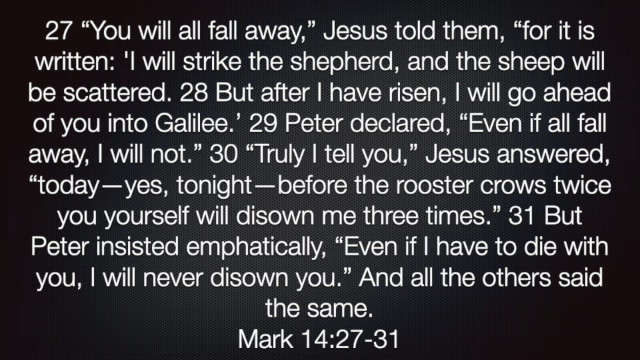 27 “You will all fall away,” Jesus told them, “for it is
written: 'I will strike the shepherd, and the sheep will
be scattered. 28 But after I have risen, I will go ahead
of you into Galilee.’ 29 Peter declared, “Even if all fall
away, I will not.” 30 “Truly I tell you,” Jesus answered,
“today—yes, tonight—before the rooster crows twice
you yourself will disown me three times.” 31 But
Peter insisted emphatically, “Even if I have to die with
you, I will never disown you.” And all the others said
the same.
Mark 14:27-31